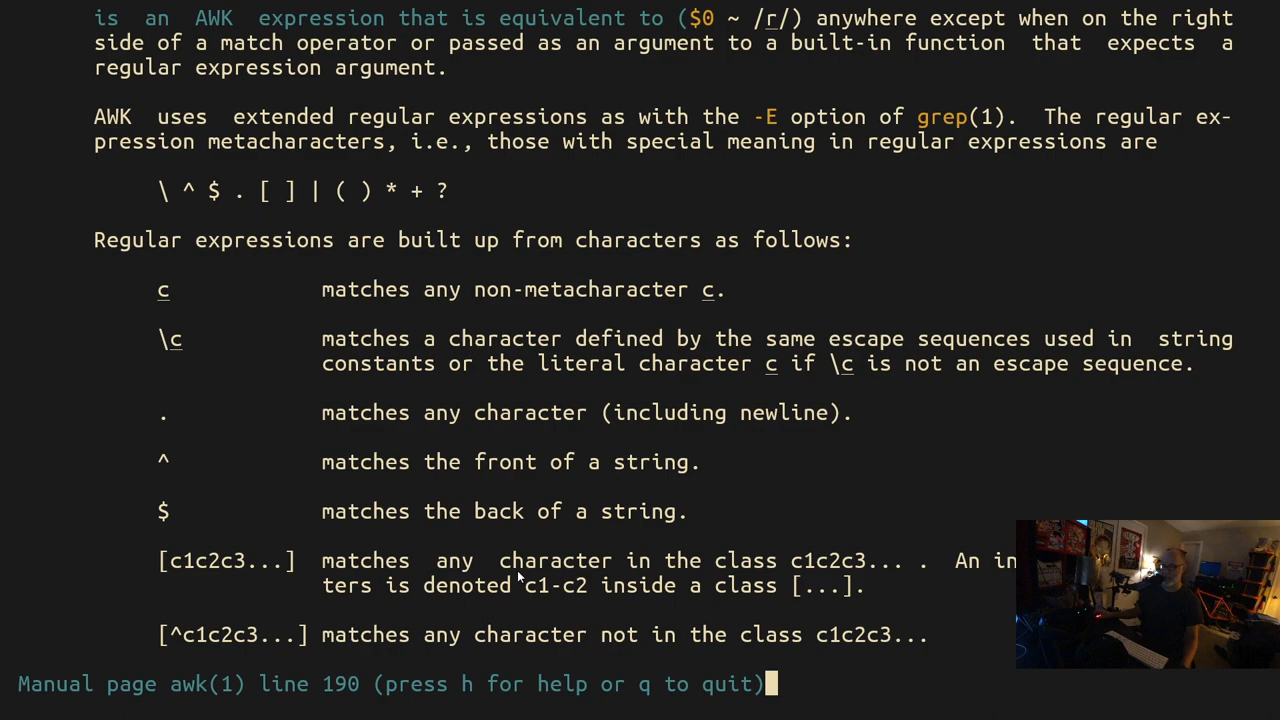 is an AWK expression that is equivalent to ($0 ~ /r/) anywhere except when on the right
side of a match operator or passed as an argument to a built-in function that expects a
regular expression argument.
AWK uses extended regular expressions as with the -E option of grep(1). The regular ex-
pression metacharacters, i.e., those with special meaning in regular expressions are
\ ^ $ . [ ] | ( ) * + ?
Regular expressions are built up from characters as follows:
c matches any non-metacharacter c.
\c matches a character defined by the same escape sequences used in string
constants or the literal character c if \c is not an escape sequence.
. matches any character (including newline).
^ matches the front of a string.
$ matches the back of a string.
[c1c2c3...] matches any character in the class c1c2c3... . An in
ters is denoted c1-c2 inside a class [...].
[^c1c2c3...] matches any character not in the class c1c2c3...
Manual page awk(1) line 190 (press h for help or q to quit)